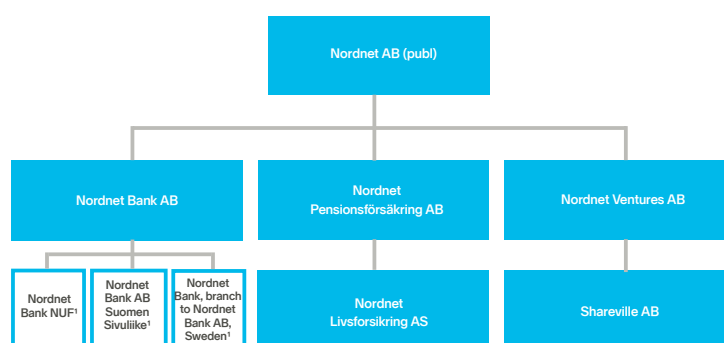 Nordnet AB (publ)
Nordnet Bank AB
Nordnet
Pensionsförsäkring AB
Nordnet Ventures AB
Nordnet
Bank NUF¹
Nordnet
Bank AB
Suomen
Sivuliike¹
Nordnet
Bank, branch
to Nordnet
Bank AB,
Sweden¹
Nordnet
Livsforsikring AS
Shareville AB